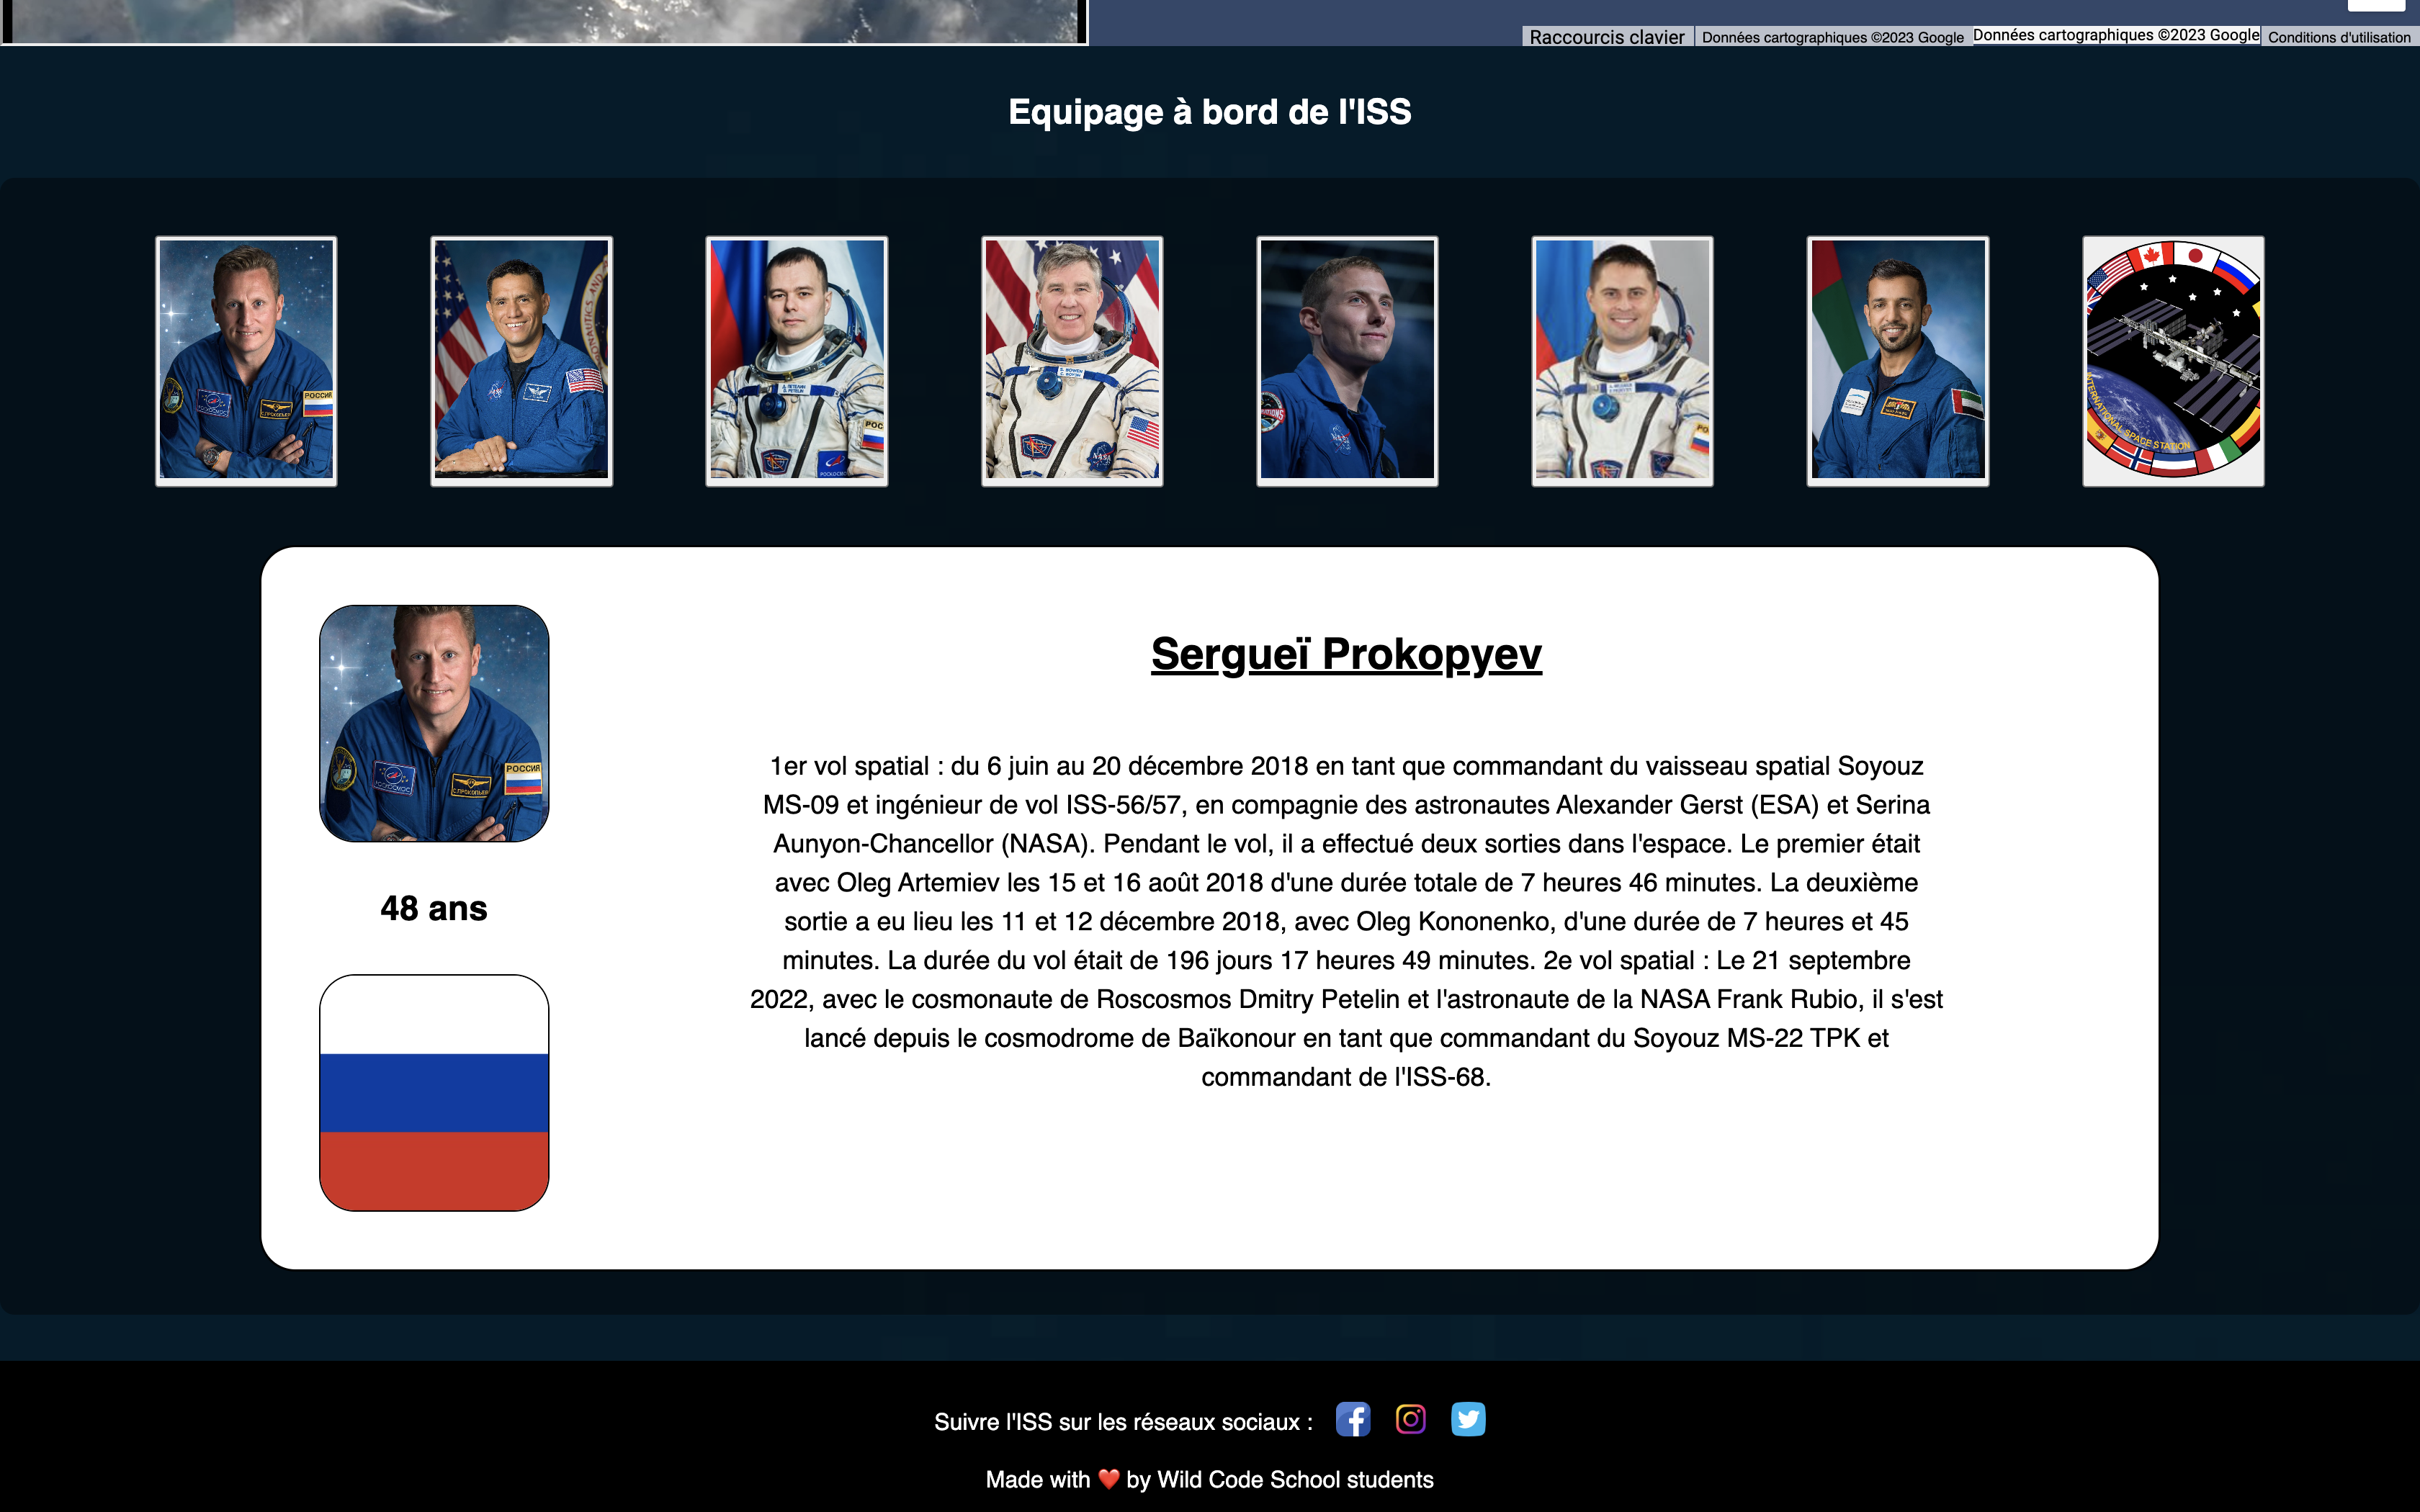 Raccourcis clavier
Données cartographiques ©2023 Google
Données cartographiques ©2023 Google
Conditions d'utilisation
Equipage à bord de l'ISS
РОССИЯ
INTERNATIONAL SPACE STATION
Sergueï Prokopyev
1er vol spatial : du 6 juin au 20 décembre 2018 en tant que commandant du vaisseau spatial Soyouz
MS-09 et ingénieur de vol ISS-56/57, en compagnie des astronautes Alexander Gerst (ESA) et Serina
Aunyon-Chancellor (NASA). Pendant le vol, il a effectué deux sorties dans l'espace. Le premier était
avec Oleg Artemiev les 15 et 16 août 2018 d'une durée totale de 7 heures 46 minutes. La deuxième
sortie a eu lieu les 11 et 12 décembre 2018, avec Oleg Kononenko, d'une durée de 7 heures et 45
minutes. La durée du vol était de 196 jours 17 heures 49 minutes. 2e vol spatial : Le 21 septembre
2022, avec le cosmonaute de Roscosmos Dmitry Petelin et l'astronaute de la NASA Frank Rubio, il s'est
lancé depuis le cosmodrome de Baïkonour en tant que commandant du Soyouz MS-22 TPK et
commandant de l'ISS-68.
РОССИЯ
48 ans
Suivre l'ISS sur les réseaux sociaux :
Made with ❤️ by Wild Code School students